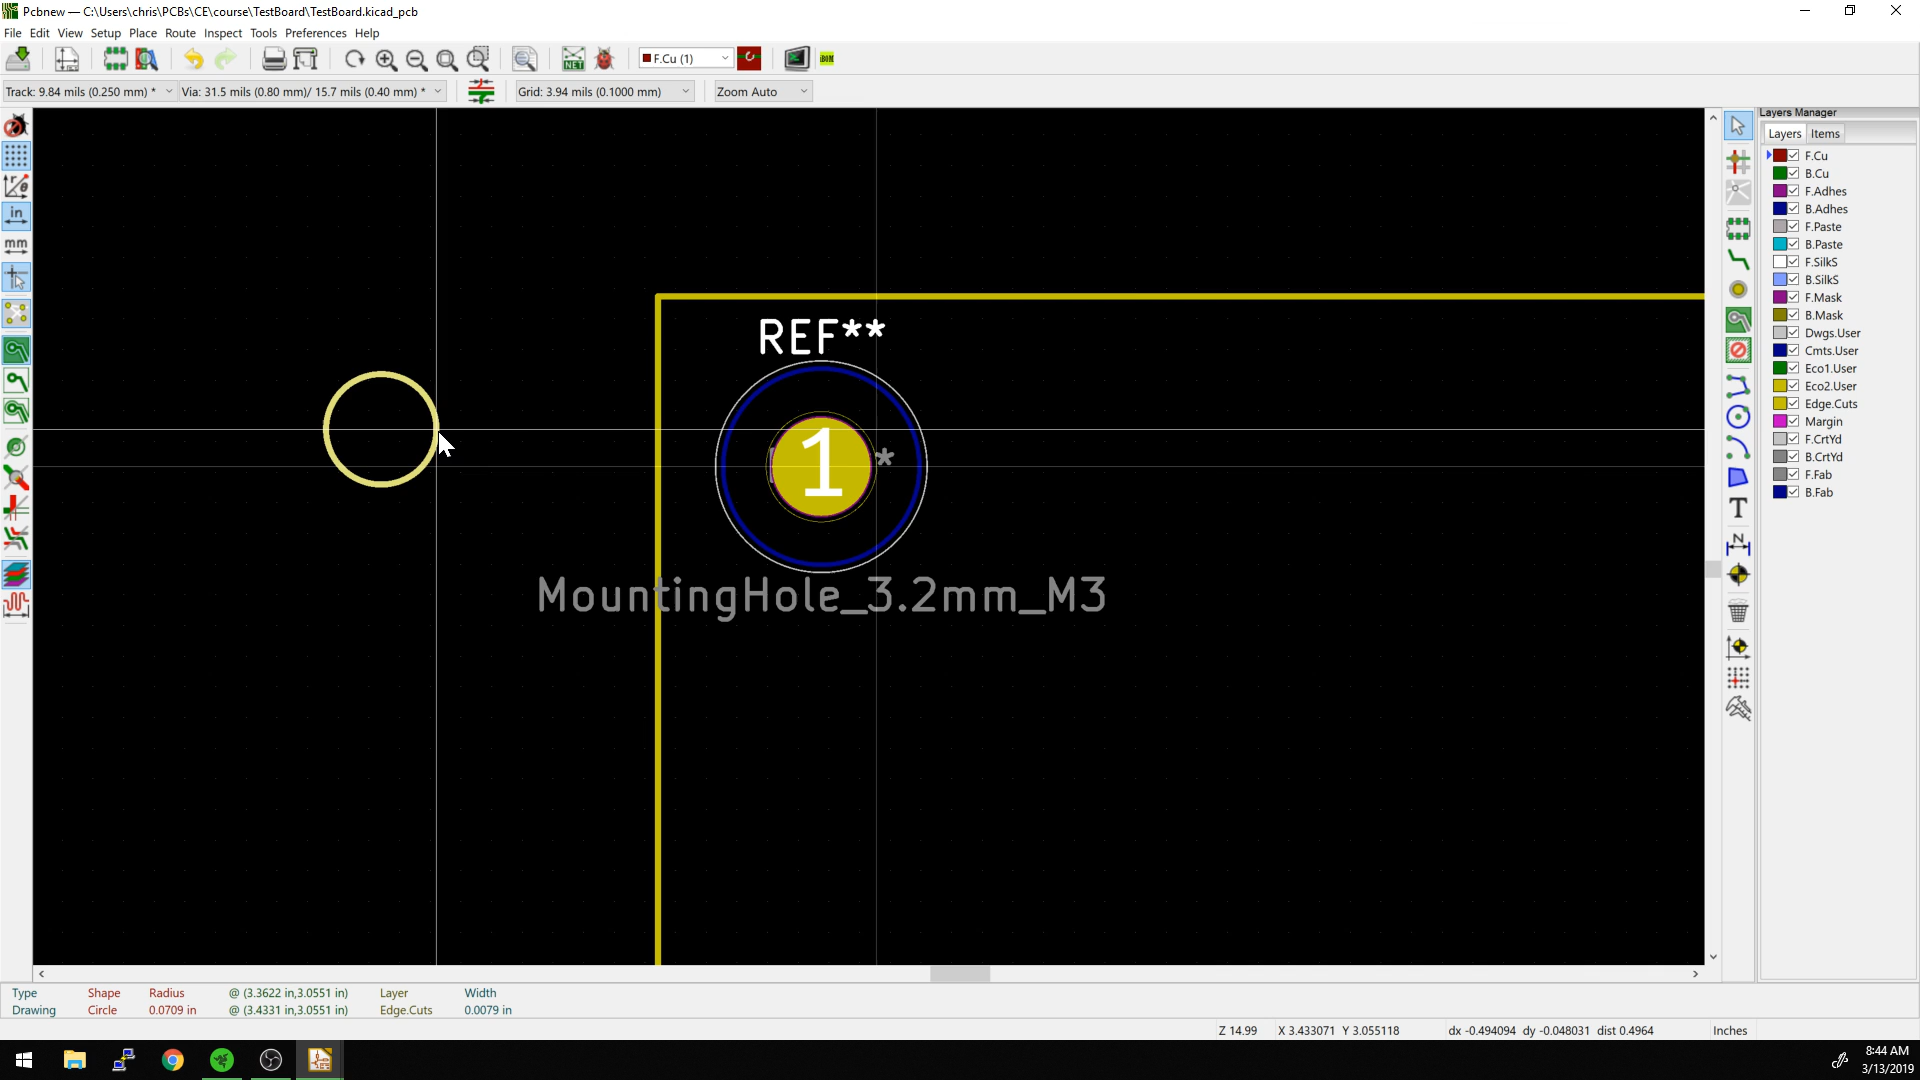 Pcbnew — C:\Users\chris\PCBs\CE\course\TestBoard\TestBoard.kicad_pcb
File Edit View Setup Place Route Inspect Tools Preferences Help
NET
F.Cu (1)
iBOM
Track: 9.84 mils (0.250 mm) *
Via: 31.5 mils (0.80 mm)/ 15.7 mils (0.40 mm) *
Grid: 3.94 mils (0.1000 mm)
Zoom Auto
in
mm
REF**
1
*
MountingHole_3.2mm_M3
T
N
Layers Manager
Layers Items
F.Cu
B.Cu
F.Adhes
B.Adhes
F.Paste
B.Paste
F.SilkS
B.SilkS
F.Mask
B.Mask
Dwgs.User
Cmts.User
Eco1.User
Eco2.User
Edge.Cuts
Margin
F.CrtYd
B.CrtYd
F.Fab
B.Fab
Type Shape Radius @ (3.3622 in,3.0551 in) Layer Width
Drawing Circle 0.0709 in @ (3.4331 in,3.0551 in) Edge.Cuts 0.0079 in
Z 14.99 X 3.433071 Y 3.055118 dx -0.494094 dy -0.048031 dist 0.4964 Inches
8:44 AM
3/13/2019